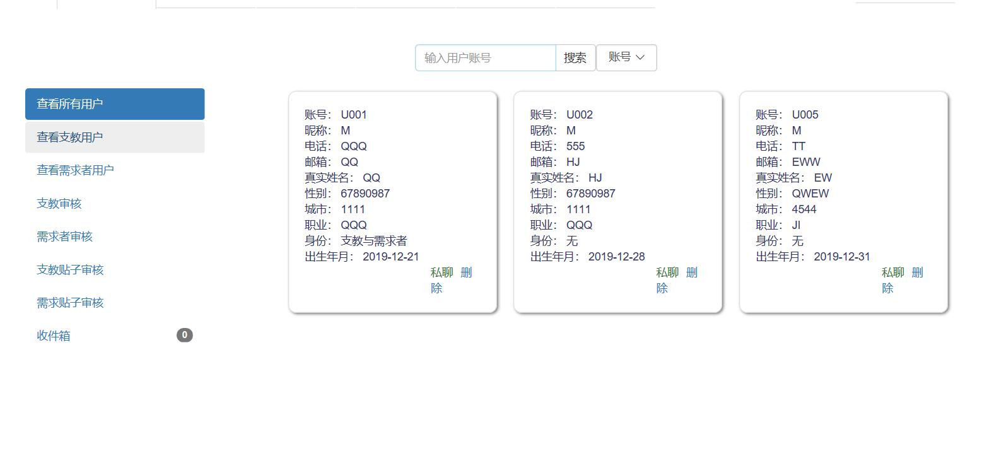 输入用户账号 搜索 账号
查看所有用户
查看支教用户
查看需求者用户
支教审核
需求者审核
支教贴子审核
需求贴子审核
收件箱 0
账号： U001
昵称： M
电话： QQQ
邮箱： QQ
真实姓名： QQ
性别： 67890987
城市： 1111
职业： QQQ
身份： 支教与需求者
出生年月： 2019-12-21
私聊 删
除
账号： U002
昵称： M
电话： 555
邮箱： HJ
真实姓名： HJ
性别： 67890987
城市： 1111
职业： QQQ
身份： 无
出生年月： 2019-12-28
私聊 删
除
账号： U005
昵称： M
电话： TT
邮箱： EWW
真实姓名： EW
性别： QWEW
城市： 4544
职业： JI
身份： 无
出生年月： 2019-12-31
私聊 删
除